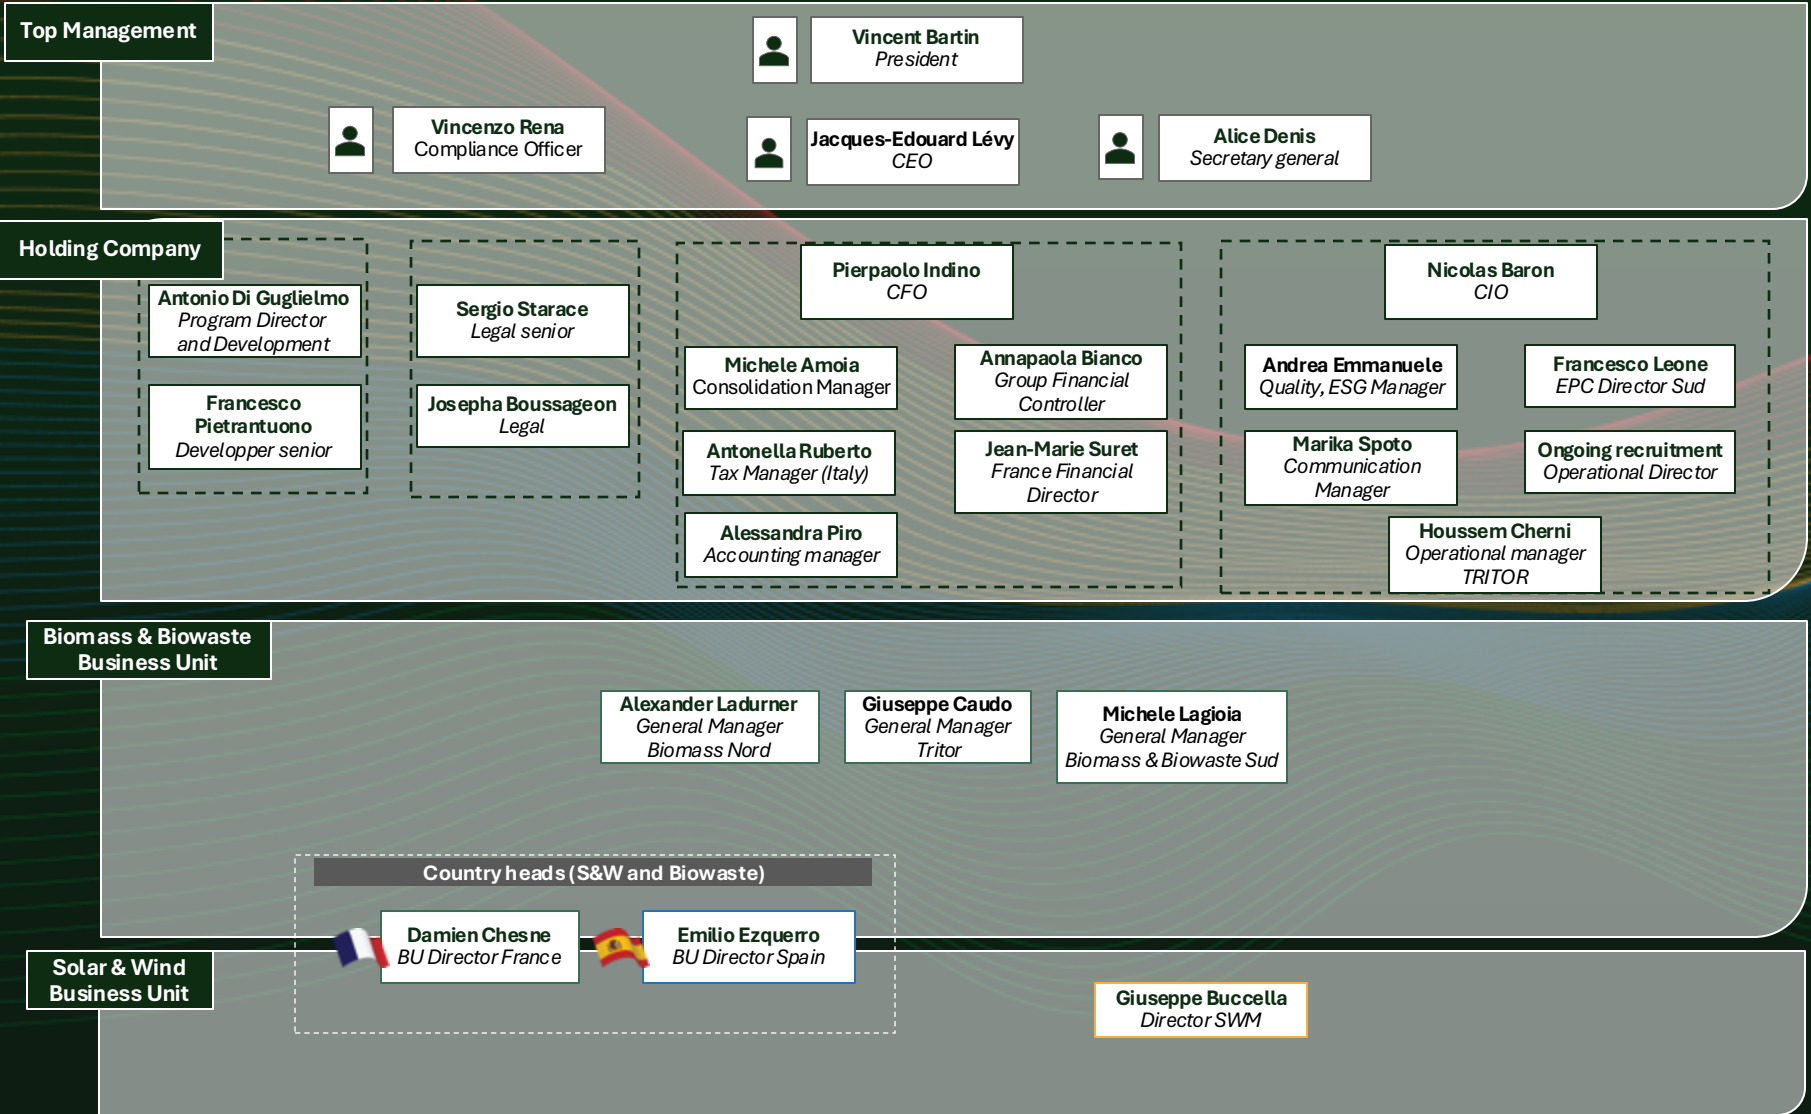 Top Management
Vincent Bartin
President
Vincenzo Rena
Compliance Officer
Jacques-Edouard Lévy
CEO
Alice Denis
Secretary general
Holding Company
Antonio Di Guglielmo
Program Director
and Development
Francesco
Pietrantuono
Developper senior
Sergio Starace
Legal senior
Josepha Boussageon
Legal
Pierpaolo Indino
CFO
Michele Amoia
Consolidation Manager
Annapaola Bianco
Group Financial
Controller
Antonella Ruberto
Tax Manager (Italy)
Jean-Marie Suret
France Financial
Director
Alessandra Piro
Accounting manager
Nicolas Baron
CIO
Andrea Emmanuele
Quality, ESG Manager
Francesco Leone
EPC Director Sud
Marika Spoto
Communication
Manager
Ongoing recruitment
Operational Director
Houssem Cherni
Operational manager
TRITOR
Biomass & Biowaste
Business Unit
Alexander Ladurner
General Manager
Biomass Nord
Giuseppe Caudo
General Manager
Tritor
Michele Lagioia
General Manager
Biomass & Biowaste Sud
Country heads (S&W and Biowaste)
Damien Chesne
BU Director France
Emilio Ezquerro
BU Director Spain
Solar & Wind
Business Unit
Giuseppe Buccella
Director SWM